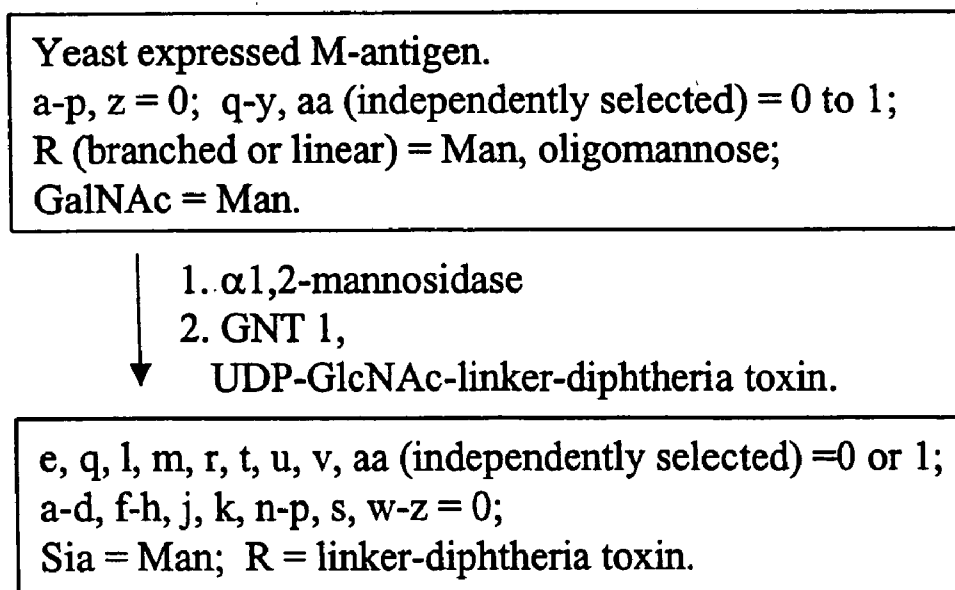 Yeast expressed M-antigen.
a-p, z = 0; q-y, aa (independently selected) = 0 to 1;
R (branched or linear) = Man, oligomannose;
GalNAc = Man.
1. α1,2-mannosidase
2. GNT 1,
UDP-GlcNAc-linker-diphtheria toxin.
e, q, l, m, r, t, u, v, aa (independently selected) =0 or 1;
a-d, f-h, j, k, n-p, s, w-z = 0;
Sia = Man; R = linker-diphtheria toxin.